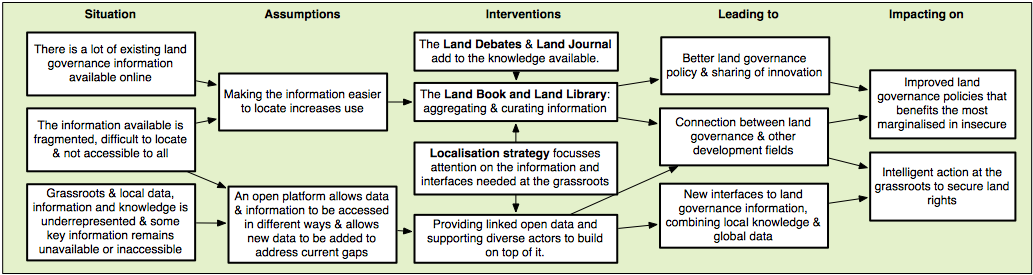 Situation
Assumptions
Interventions
Leading to
Impacting on
There is a lot of existing land
governance information
available online
The information available is
fragmented, difficult to locate
& not accessible to all
Grassroots & local data,
information and knowledge is
underrepresented & some
key information remains
unavailable or inaccessible
Making the information easier
to locate increases use
An open platform allows data
& information to be accessed
in different ways & allows
new data to be added to
address current gaps
The Land Debates & Land Journal
add to the knowledge available.
The Land Book and Land Library:
aggregating & curating information
Localisation strategy focusses
attention on the information and
interfaces needed at the grassroots
Providing linked open data and
supporting diverse actors to build
on top of it.
Better land governance
policy & sharing of innovation
Connection between land
governance & other
development fields
New interfaces to land
governance information,
combining local knowledge &
global data
Improved land
governance policies that
benefits the most
marginalised in insecure
Intelligent action at the
grassroots to secure land
rights